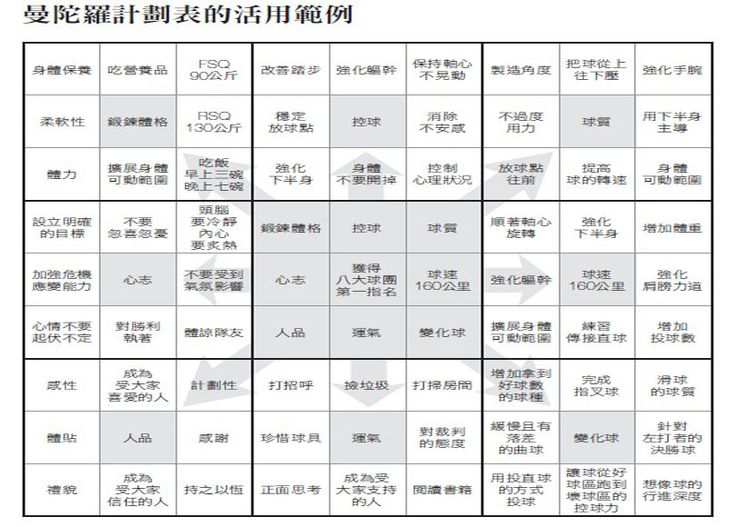 曼陀羅計劃表的活用範例
身體保養
吃營養品
FSQ
90公斤
改善踏步
強化軀幹
保持軸心
不晃動
製造角度
把球從上
往下壓
強化手腕
柔軟性
鍛鍊體格
RSQ
130公斤
穩定
放球點
控球
消除
不安感
不過度
用力
球質
用下半身
主導
體力
擴展身體
可動範圍
吃飯
早上三碗
晚上七碗
強化
下半身
身體
不要開掉
控制
心理狀況
放球點
往前
提高
球的轉速
身體
可動範圍
設立明確
的目標
不要
忽喜忽憂
頭腦
要冷靜
內心
要炙熱
鍛鍊體格
控球
球質
順著軸心
旋轉
強化
下半身
增加體重
加強危機
應變能力
心志
不要受到
氣氛影響
心志
獲得
八大球團
第一指名
球速
160公里
強化軀幹
球速
160公里
強化
肩膀力道
心情不要
起伏不定
對勝利
執著
體諒隊友
人品
運氣
變化球
擴展身體
可動範圍
練習
傳接直球
增加
投球數
感性
成為
受大家
喜愛的人
計劃性
打招呼
撿垃圾
打掃房間
增加拿到
好球數
的球種
完成
指叉球
滑球
的球質
體貼
人品
感謝
珍惜球具
運氣
對裁判
的態度
緩慢且有
落差
的曲球
變化球
針對
左打者的
決勝球
禮貌
成為
受大家
信任的人
持之以恆
正面思考
成為受
大家支持
的人
閱讀書籍
用投直球
的方式
投球
讓球從好
球區跑到
壞球區的
控球力
想像球的
行進深度